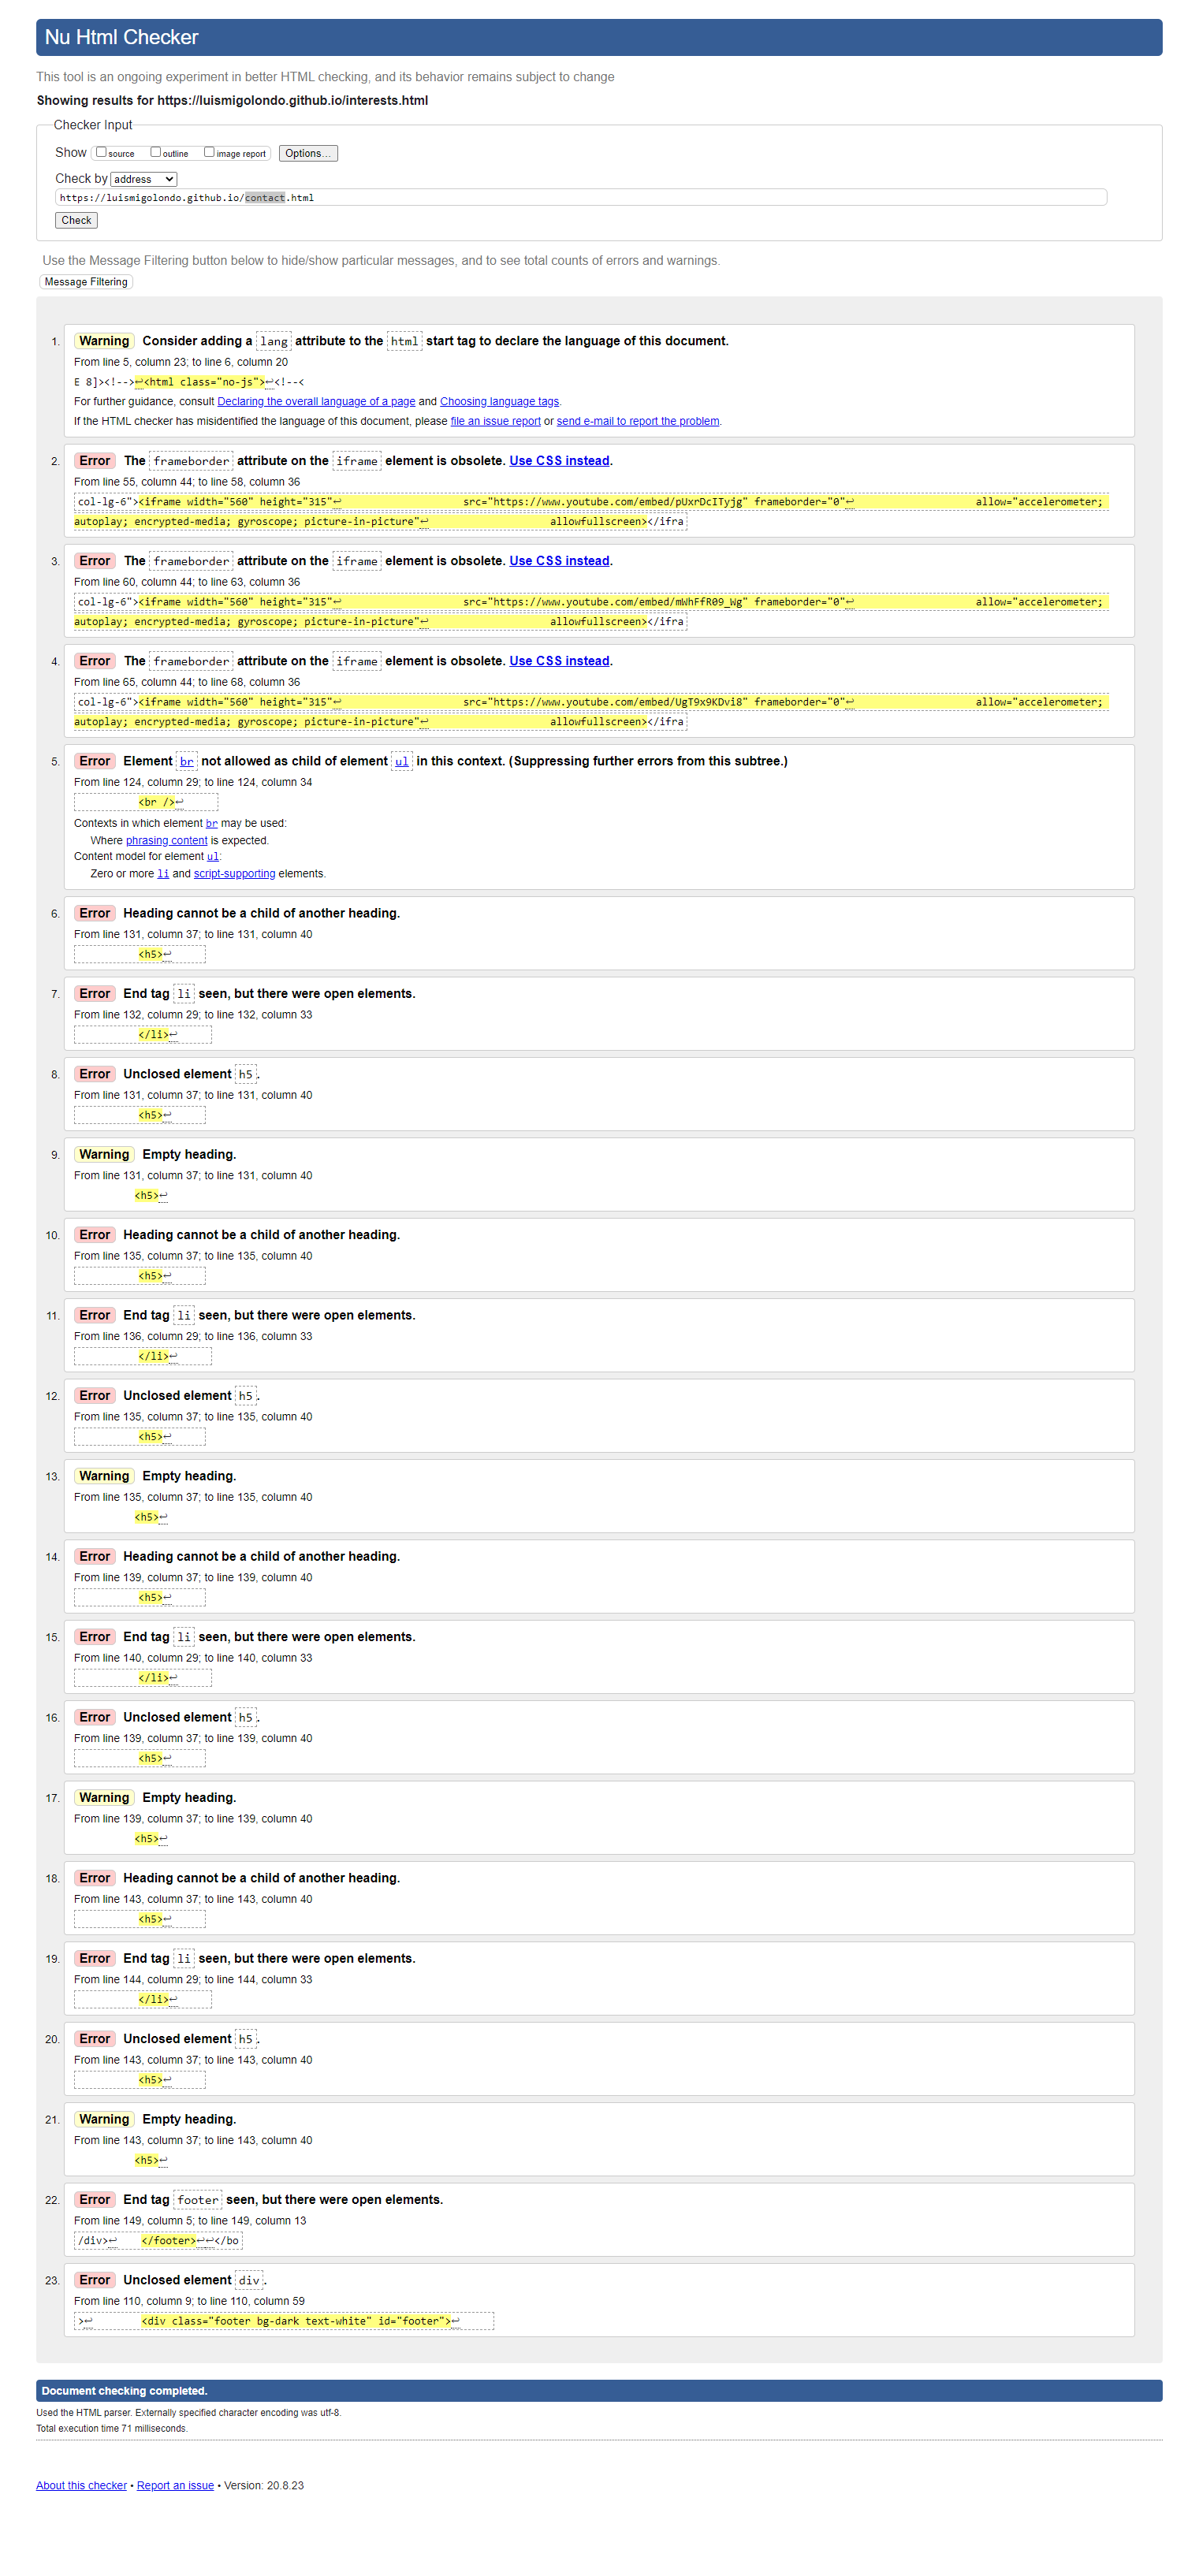 Nu Html Checker
This tool is an ongoing experiment in better HTML checking, and its behavior remains subject to change
Showing results for https://luismigolondo.github.io/interests.html
Checker Input
Show source outline image report Options...
Check by address
https://luismigolondo.github.io/contact.html
Check
Use the Message Filtering button below to hide/show particular messages, and to see total counts of errors and warnings.
Message Filtering
1. Warning Consider adding a lang attribute to the html start tag to declare the language of this document.
From line 5, column 23; to line 6, column 20
E 8]><!-->↩<html class="no-js">↩<!--<
For further guidance, consult Declaring the overall language of a page and Choosing language tags.
If the HTML checker has misidentified the language of this document, please file an issue report or send e-mail to report the problem.
2. Error The frameborder attribute on the iframe element is obsolete. Use CSS instead.
From line 55, column 44; to line 58, column 36
col-lg-6"><iframe width="560" height="315"↩ src="https://www.youtube.com/embed/pUxrDcITyjg" frameborder="0"↩ allow="accelerometer;
autoplay; encrypted-media; gyroscope; picture-in-picture"↩ allowfullscreen></ifra
3. Error The frameborder attribute on the iframe element is obsolete. Use CSS instead.
From line 60, column 44; to line 63, column 36
col-lg-6"><iframe width="560" height="315"↩ src="https://www.youtube.com/embed/mWhFfR09_Wg" frameborder="0"↩ allow="accelerometer;
autoplay; encrypted-media; gyroscope; picture-in-picture"↩ allowfullscreen></ifra
4. Error The frameborder attribute on the iframe element is obsolete. Use CSS instead.
From line 65, column 44; to line 68, column 36
col-lg-6"><iframe width="560" height="315"↩ src="https://www.youtube.com/embed/UgT9x9KDvi8" frameborder="0"↩ allow="accelerometer;
autoplay; encrypted-media; gyroscope; picture-in-picture"↩ allowfullscreen></ifra
5. Error Element br not allowed as child of element ul in this context. (Suppressing further errors from this subtree.)
From line 124, column 29; to line 124, column 34
<br />↩
Contexts in which element br may be used:
Where phrasing content is expected.
Content model for element ul:
Zero or more li and script-supporting elements.
6. Error Heading cannot be a child of another heading.
From line 131, column 37; to line 131, column 40
<h5>↩
7. Error End tag li seen, but there were open elements.
From line 132, column 29; to line 132, column 33
</li>↩
8. Error Unclosed element h5.
From line 131, column 37; to line 131, column 40
<h5>↩
9. Warning Empty heading.
From line 131, column 37; to line 131, column 40
<h5>↩
10. Error Heading cannot be a child of another heading.
From line 135, column 37; to line 135, column 40
<h5>↩
11. Error End tag li seen, but there were open elements.
From line 136, column 29; to line 136, column 33
</li>↩
12. Error Unclosed element h5.
From line 135, column 37; to line 135, column 40
<h5>↩
13. Warning Empty heading.
From line 135, column 37; to line 135, column 40
<h5>↩
14. Error Heading cannot be a child of another heading.
From line 139, column 37; to line 139, column 40
<h5>↩
15. Error End tag li seen, but there were open elements.
From line 140, column 29; to line 140, column 33
</li>↩
16. Error Unclosed element h5.
From line 139, column 37; to line 139, column 40
<h5>↩
17. Warning Empty heading.
From line 139, column 37; to line 139, column 40
<h5>↩
18. Error Heading cannot be a child of another heading.
From line 143, column 37; to line 143, column 40
<h5>↩
19. Error End tag li seen, but there were open elements.
From line 144, column 29; to line 144, column 33
</li>↩
20. Error Unclosed element h5.
From line 143, column 37; to line 143, column 40
<h5>↩
21. Warning Empty heading.
From line 143, column 37; to line 143, column 40
<h5>↩
22. Error End tag footer seen, but there were open elements.
From line 149, column 5; to line 149, column 13
/div>↩ </footer>↩↩</bo
23. Error Unclosed element div.
From line 110, column 9; to line 110, column 59
>↩ <div class="footer bg-dark text-white" id="footer">↩
Document checking completed.
Used the HTML parser. Externally specified character encoding was utf-8.
Total execution time 71 milliseconds.
About this checker • Report an issue • Version: 20.8.23